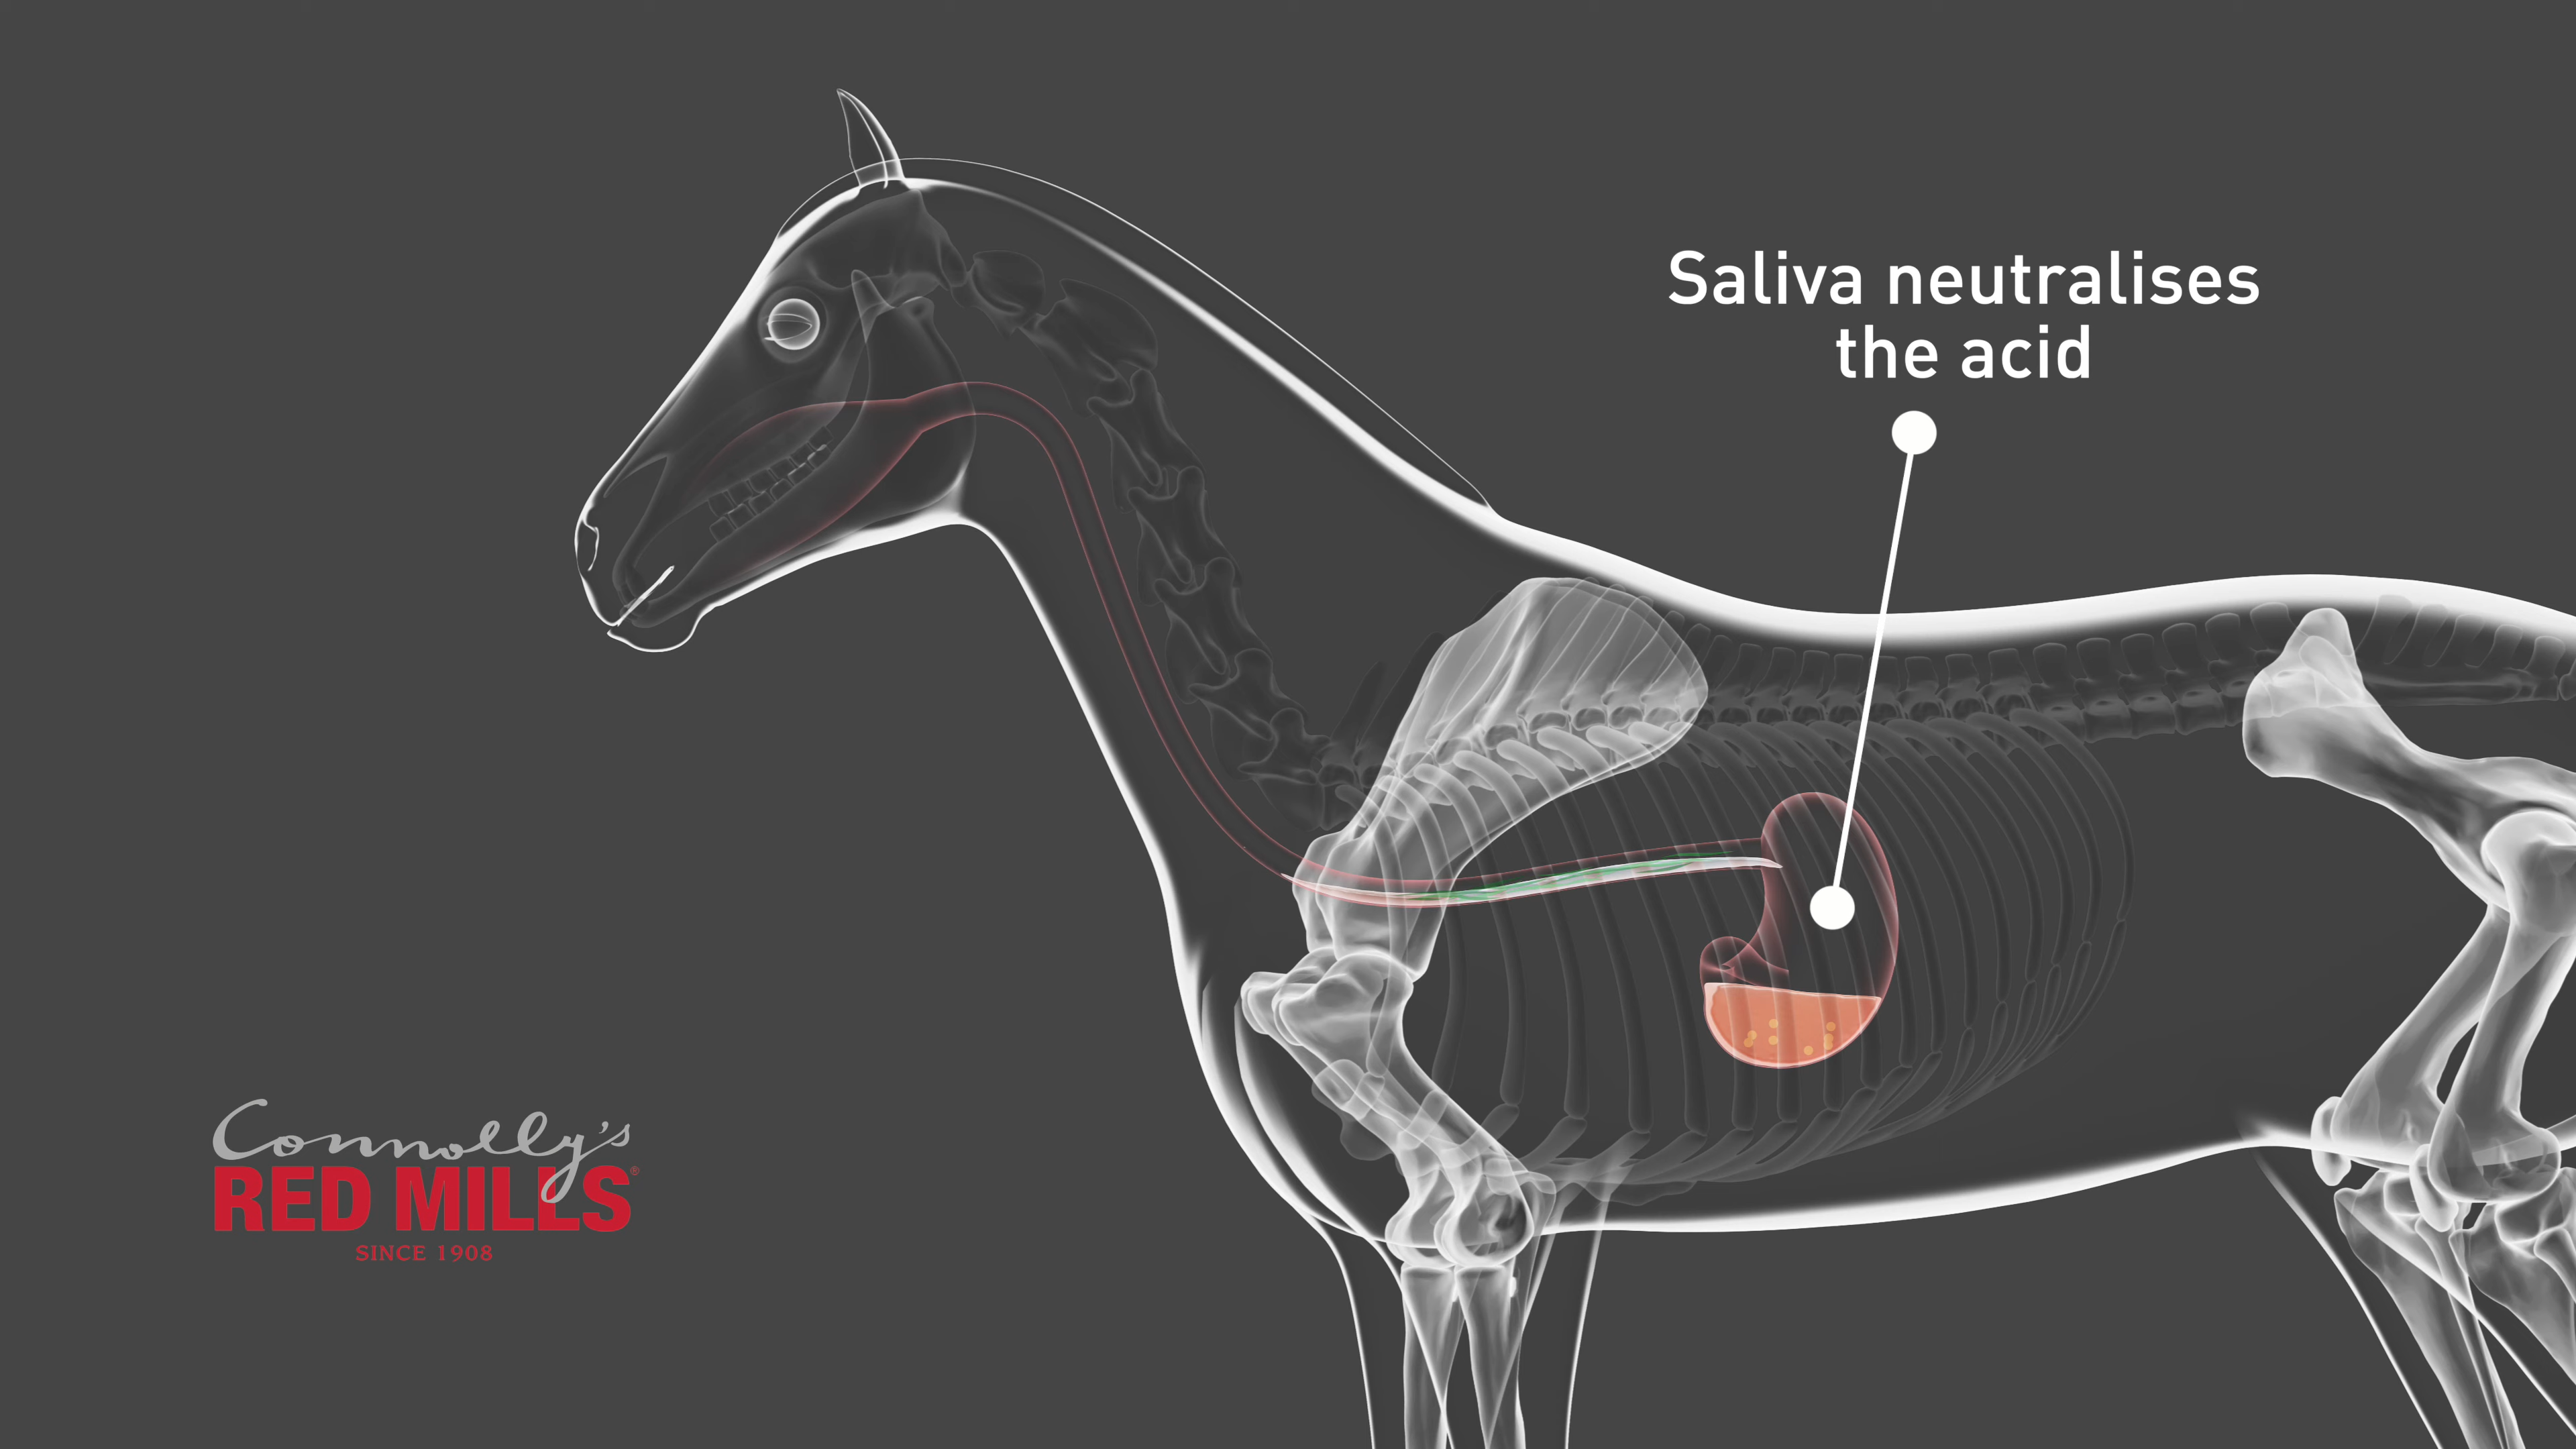 Saliva neutralises
the acid
Connolly's
RED MILLS®
SINCE 1908